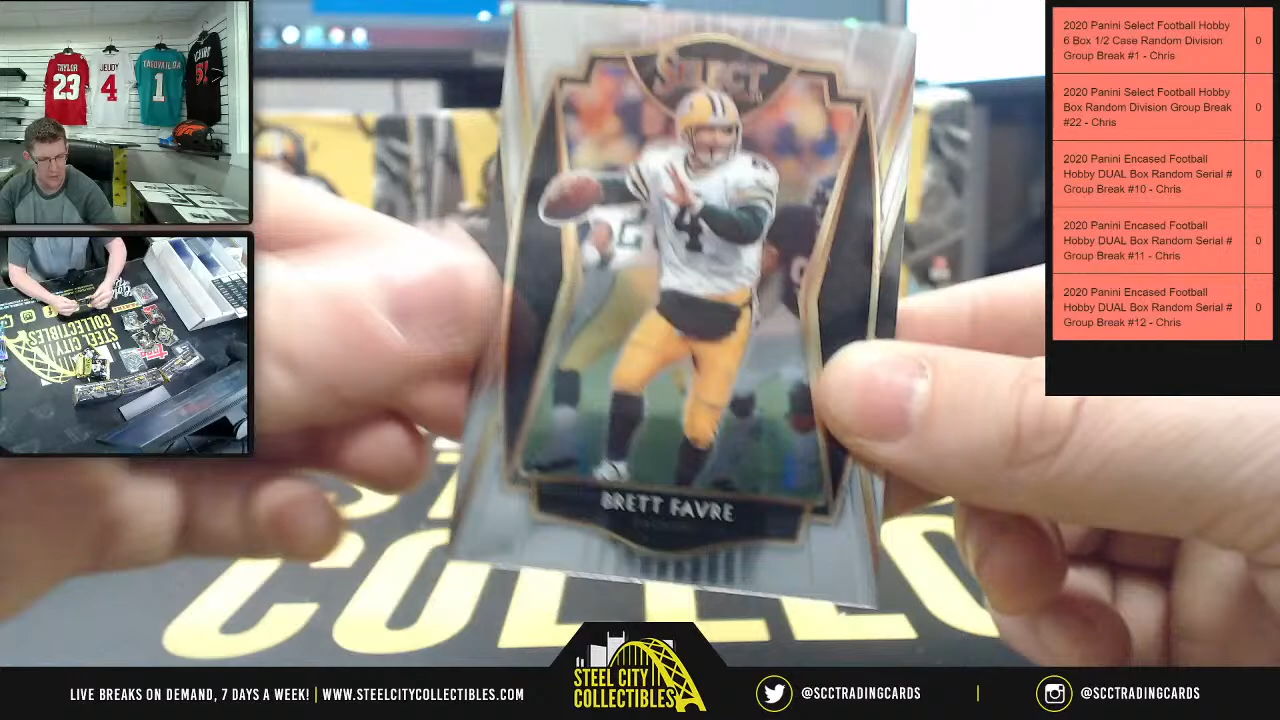 TAYLOR
23
JEUDY
4
TAGOVAILOA
1
51
SELECT
4
BRETT FAVRE
STEEL CITY
COLLECTIBLES
COLLEC
2020 Panini Select Football Hobby
6 Box 1/2 Case Random Division
Group Break #1 - Chris
0
2020 Panini Select Football Hobby
Box Random Division Group Break
#22 - Chris
0
2020 Panini Encased Football
Hobby DUAL Box Random Serial #
Group Break #10 - Chris
0
2020 Panini Encased Football
Hobby DUAL Box Random Serial #
Group Break #11 - Chris
0
2020 Panini Encased Football
Hobby DUAL Box Random Serial #
Group Break #12 - Chris
0
LIVE BREAKS ON DEMAND, 7 DAYS A WEEK! | WWW.STEELCITYCOLLECTIBLES.COM
STEEL CITY
COLLECTIBLES
@SCCTRADINGCARDS
@SCCTRADINGCARDS